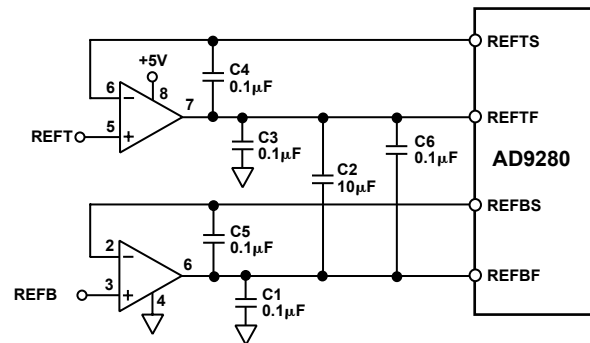 REFTS
+5V
C4
0.1µF
6
8
7
REFTF
REFT
5
C3
0.1µF
C2
10µF
C6
0.1µF
AD9280
REFBS
2
C5
0.1µF
6
REFBF
REFB
3
4
C1
0.1µF